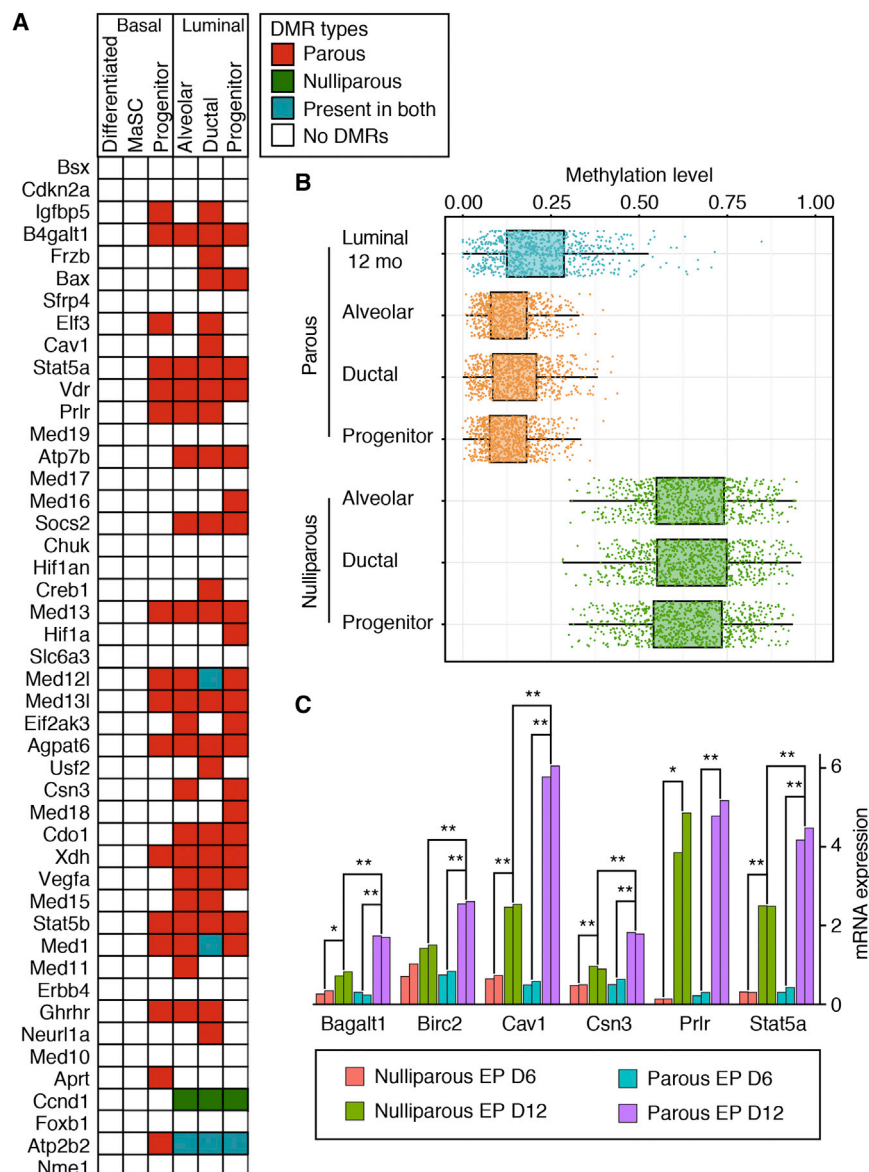 A
Basal Luminal
Differentiated
MaSC
Progenitor
Alveolar
Ductal
Progenitor
DMR types
Parous
Nulliparous
Present in both
No DMRs
Bsx
Cdkn2a
Igfbp5
B4galt1
Frzb
Bax
Sfrp4
Elf3
Cav1
Stat5a
Vdr
Prlr
Med19
Atp7b
Med17
Med16
Socs2
Chuk
Hif1an
Creb1
Med13
Hif1a
Slc6a3
Med12l
Med13l
Eif2ak3
Agpat6
Usf2
Csn3
Med18
Cdo1
Xdh
Vegfa
Med15
Stat5b
Med1
Med11
Erbb4
Ghrhr
Neurl1a
Med10
Aprt
Ccnd1
Foxb1
Atp2b2
Nme1
B
Methylation level
0.00 0.25 0.50 0.75 1.00
Luminal
12 mo
Parous
Alveolar
Ductal
Progenitor
Nulliparous
Alveolar
Ductal
Progenitor
C
* ** **
** **
** ** **
** ** **
* **
** ** **
6
4
2
0
mRNA expression
Bagalt1 Birc2 Cav1 Csn3 Prlr Stat5a
Nulliparous EP D6 Parous EP D6
Nulliparous EP D12 Parous EP D12